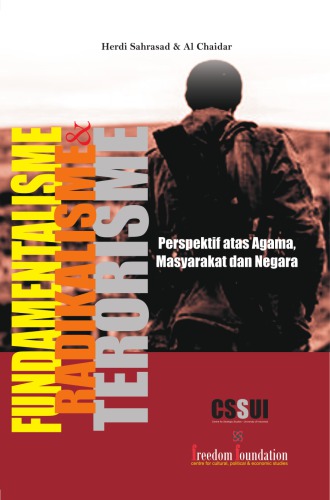 Herdi Sahrasad & Al Chaidar
FUNDAMENTALISME
RADIKALISME &
TERORISME
Perspektif atas Agama,
Masyarakat dan Negara
CSSUI
freedom foundation
centre for cultural, political & economic studies